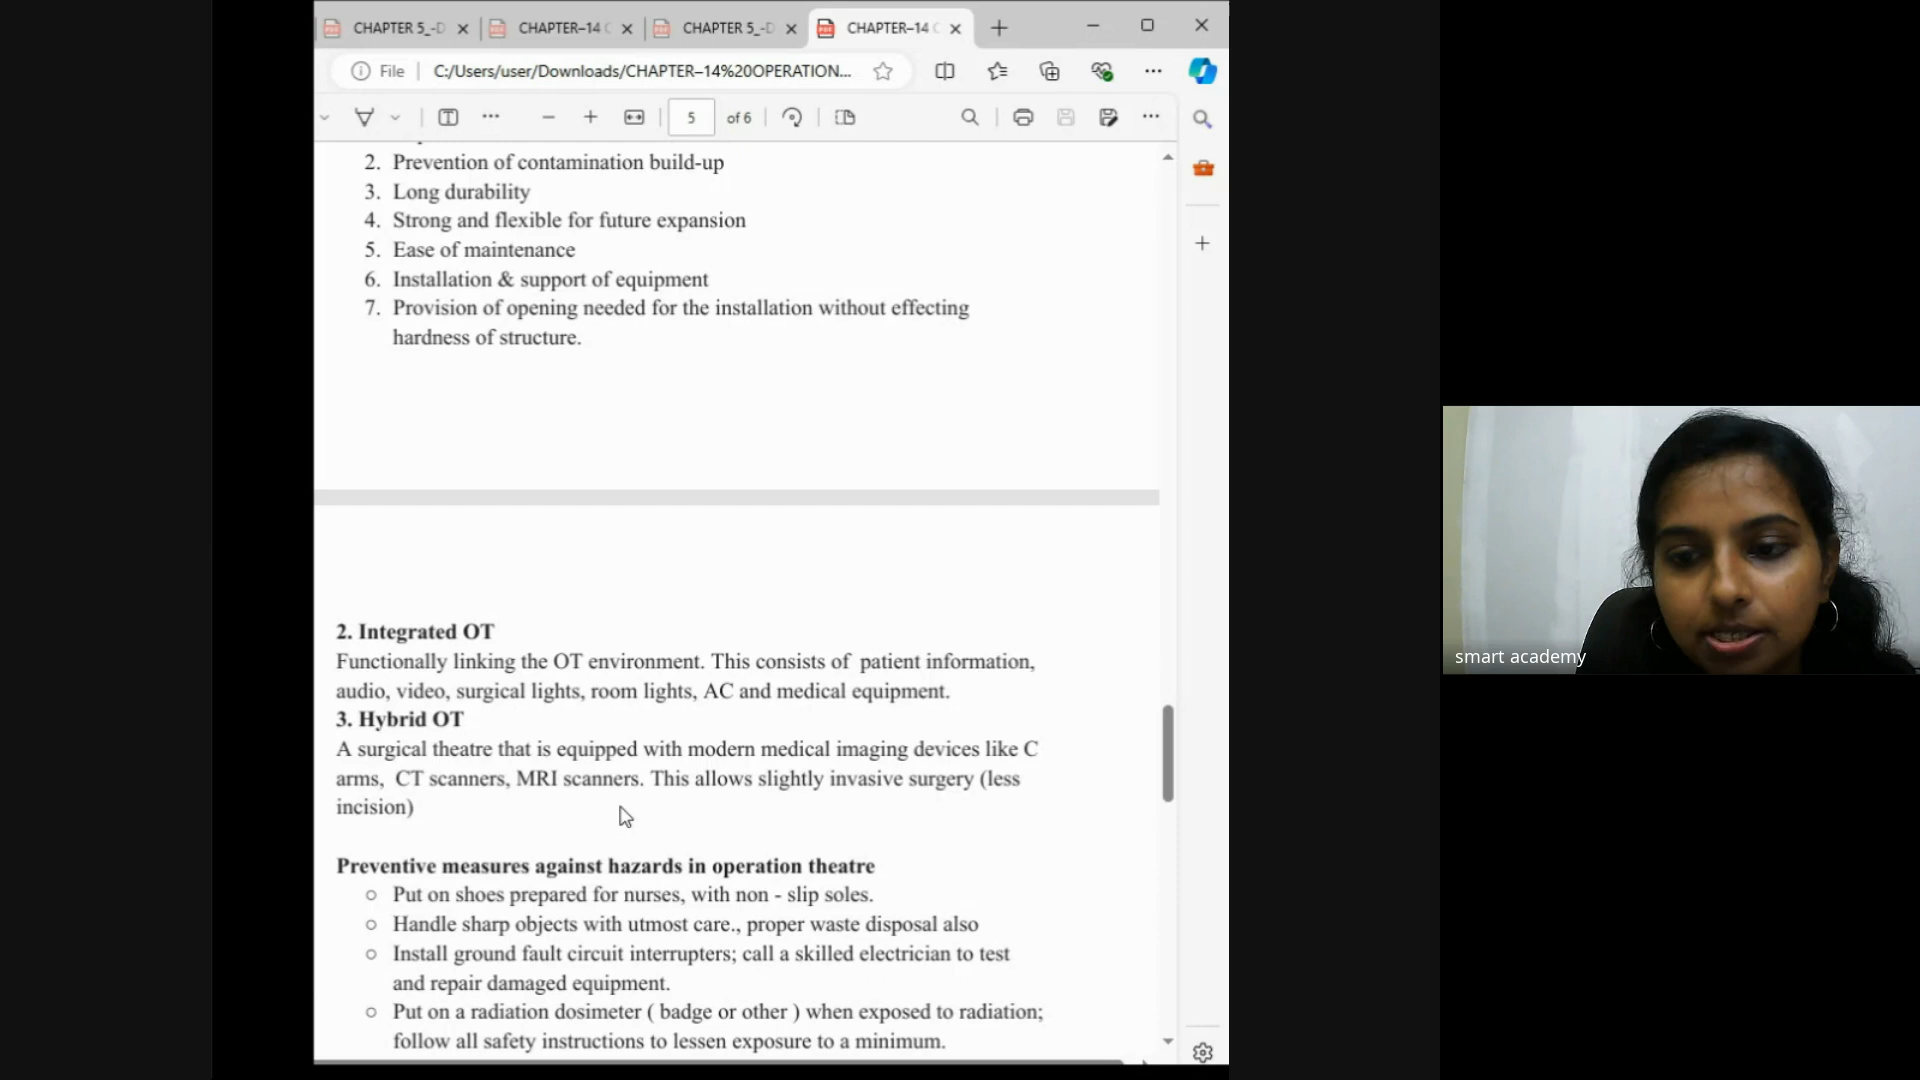 CHAPTER 5_-D
CHAPTER–14
CHAPTER 5_-D
CHAPTER–14
File
C:/Users/user/Downloads/CHAPTER–14%20OPERATION...
5
of 6
2. Prevention of contamination build-up
3. Long durability
4. Strong and flexible for future expansion
5. Ease of maintenance
6. Installation & support of equipment
7. Provision of opening needed for the installation without effecting
hardness of structure.
2. Integrated OT
Functionally linking the OT environment. This consists of patient information,
audio, video, surgical lights, room lights, AC and medical equipment.
3. Hybrid OT
A surgical theatre that is equipped with modern medical imaging devices like C
arms, CT scanners, MRI scanners. This allows slightly invasive surgery (less
incision)
Preventive measures against hazards in operation theatre
Put on shoes prepared for nurses, with non - slip soles.
Handle sharp objects with utmost care., proper waste disposal also
Install ground fault circuit interrupters; call a skilled electrician to test
and repair damaged equipment.
Put on a radiation dosimeter ( badge or other ) when exposed to radiation;
follow all safety instructions to lessen exposure to a minimum.
smart academy